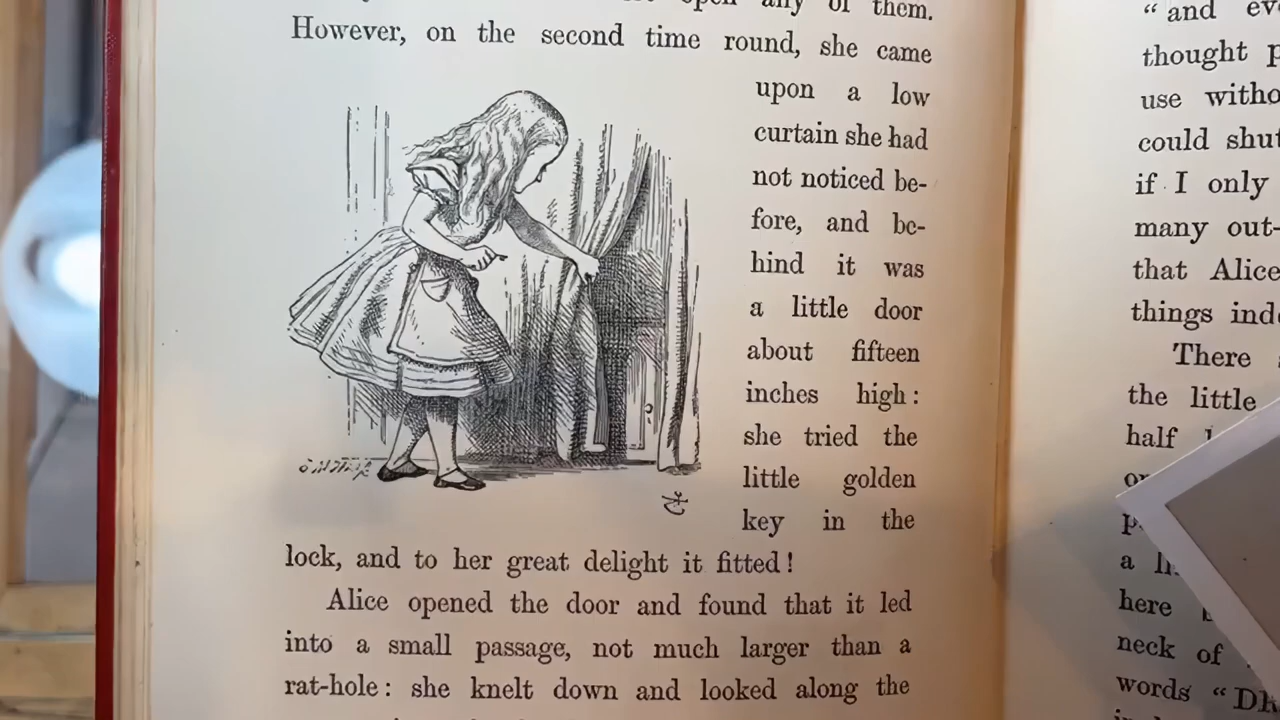 open any of them.
However, on the second time round, she came
upon a low
curtain she had
not noticed be-
fore, and be-
hind it was
a little door
about fifteen
inches high:
she tried the
little golden
key in the
lock, and to her great delight it fitted!
Alice opened the door and found that it led
into a small passage, not much larger than a
rat-hole: she knelt down and looked along the
“ and
thought
use
could
if I only
many out-
that Alice
things
There
the little
half
a
here
neck of
words “